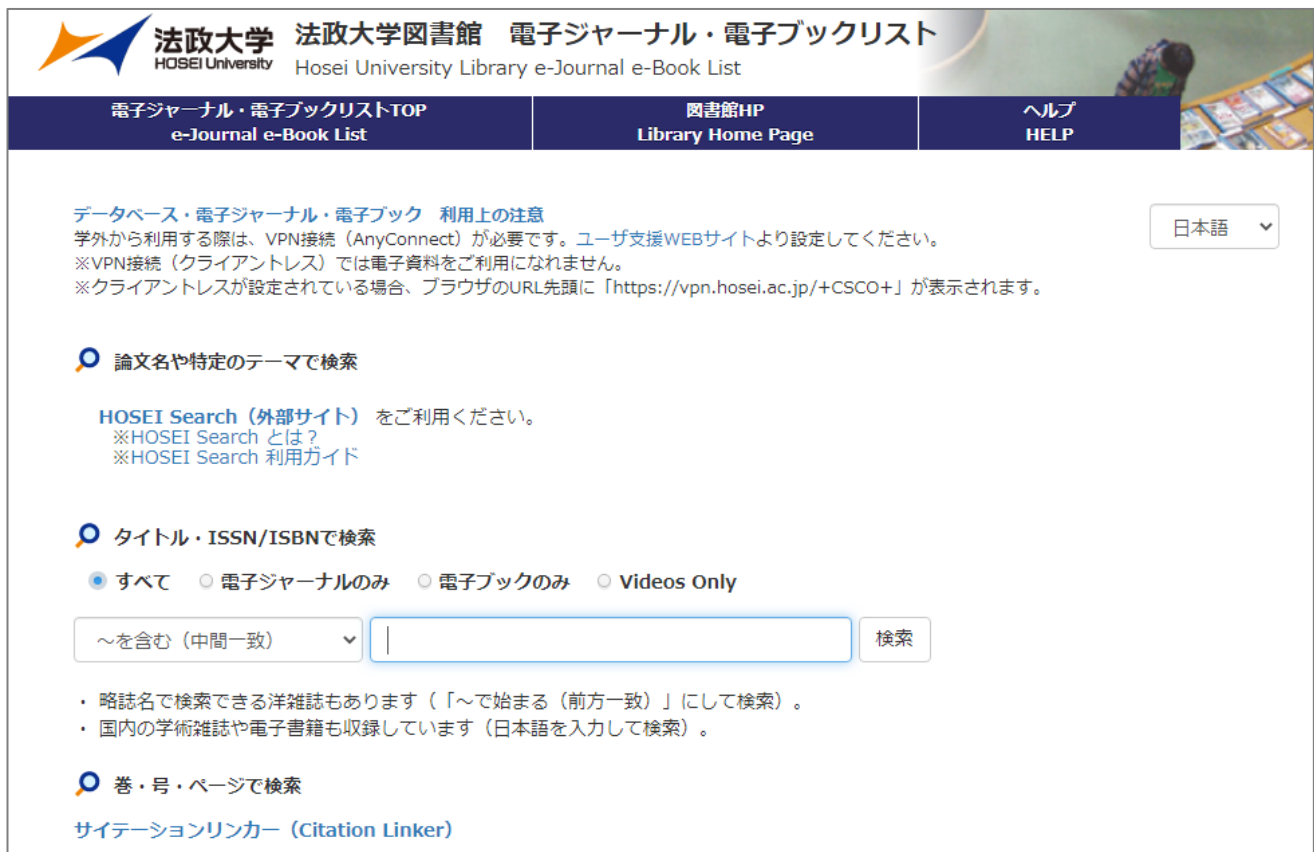 法政大学
HOSEI University
法政大学図書館　電子ジャーナル・電子ブックリスト
Hosei University Library e-Journal e-Book List
電子ジャーナル・電子ブックリストTOP
e-Journal e-Book List
図書館HP
Library Home Page
ヘルプ
HELP
データベース・電子ジャーナル・電子ブック　利用上の注意
学外から利用する際は、VPN接続（AnyConnect）が必要です。ユーザ支援WEBサイトより設定してください。
※VPN接続（クライアントレス）では電子資料をご利用になれません。
※クライアントレスが設定されている場合、ブラウザのURL先頭に「https://vpn.hosei.ac.jp/+CSCO+」が表示されます。
日本語
論文名や特定のテーマで検索
HOSEI Search（外部サイト） をご利用ください。
※HOSEI Search とは？
※HOSEI Search 利用ガイド
タイトル・ISSN/ISBNで検索
すべて 電子ジャーナルのみ 電子ブックのみ Videos Only
～を含む（中間一致） 検索
・ 略誌名で検索できる洋雑誌もあります（「～で始まる（前方一致）」にして検索）。
・ 国内の学術雑誌や電子書籍も収録しています（日本語を入力して検索）。
巻・号・ページで検索
サイテーションリンカー（Citation Linker）